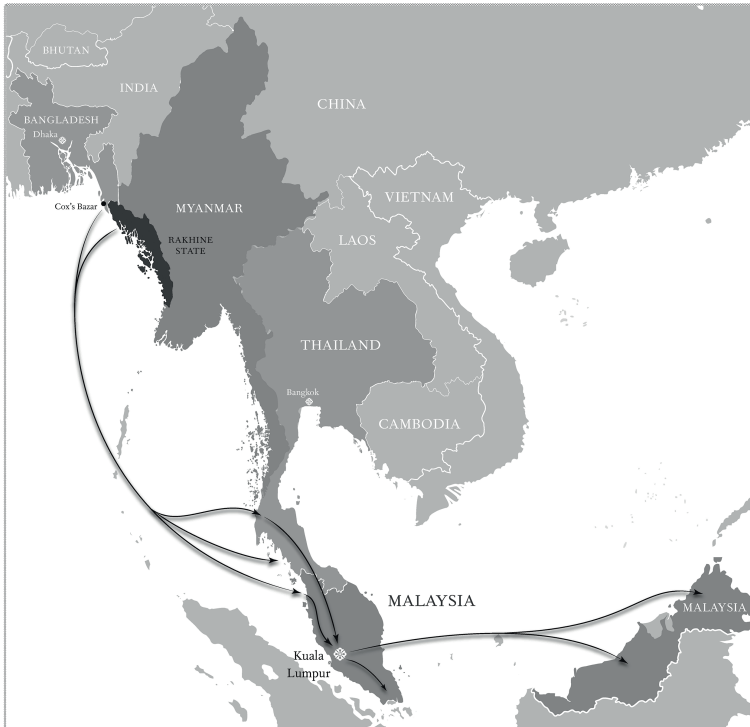 BHUTAN
INDIA
CHINA
BANGLADESH
Dhaka
VIETNAM
Cox's Bazar
MYANMAR
RAKHINE
STATE
LAOS
THAILAND
Bangkok
CAMBODIA
MALAYSIA
MALAYSIA
Kuala
Lumpur